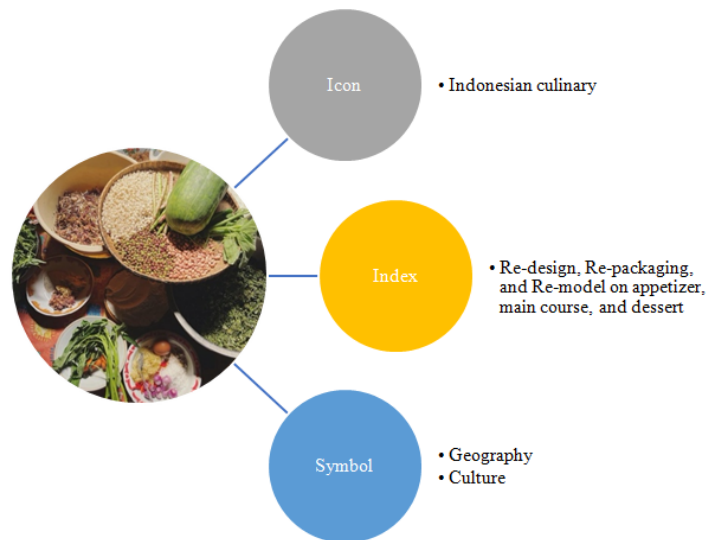 Icon
• Indonesian culinary
Index
• Re-design, Re-packaging,
and Re-model on appetizer,
main course, and dessert
Symbol
• Geography
• Culture